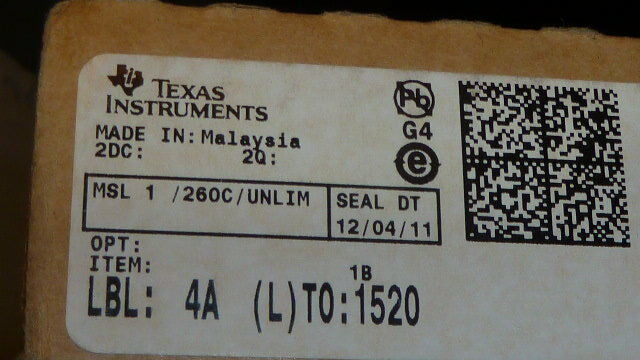 TEXAS
INSTRUMENTS
MADE IN: Malaysia
2DC: 2Q:
Pb
G4
e
MSL 1 /260C/UNLIM
SEAL DT
12/04/11
OPT:
ITEM:
1B
LBL: 4A (L)TO:1520